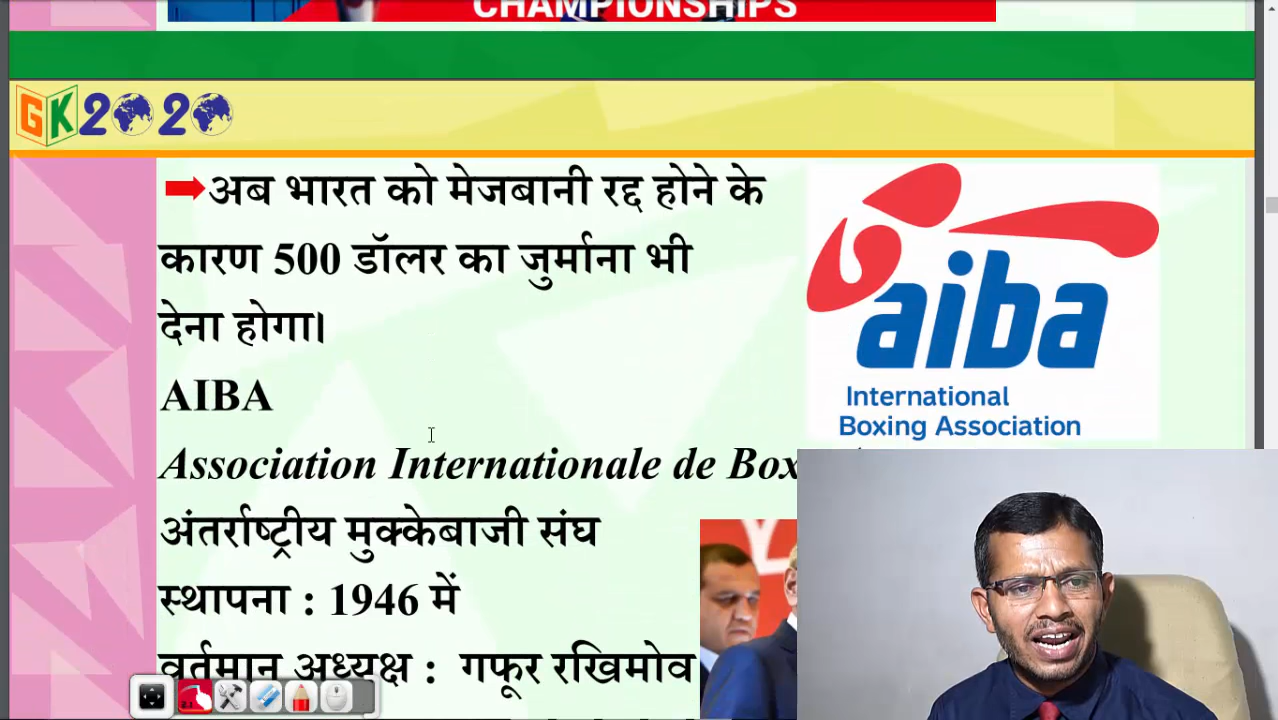 CHAMPIONSHIPS
GK2020
अब भारत को मेजबानी रद्द होने के
कारण 500 डॉलर का जुर्माना भी
देना होगा।
AIBA
Association Internationale de
अंतर्राष्ट्रीय मुक्केबाजी संघ
स्थापना : 1946 में
वर्तमान अध्यक्ष : गफूर रखिमोव
aiba
International
Boxing Association